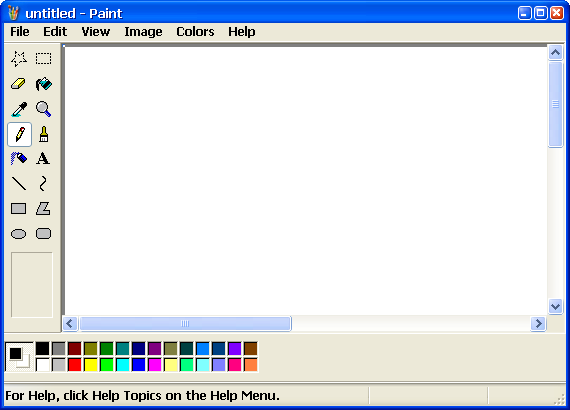 untitled - Paint
File Edit View Image Colors Help
A
For Help, click Help Topics on the Help Menu.